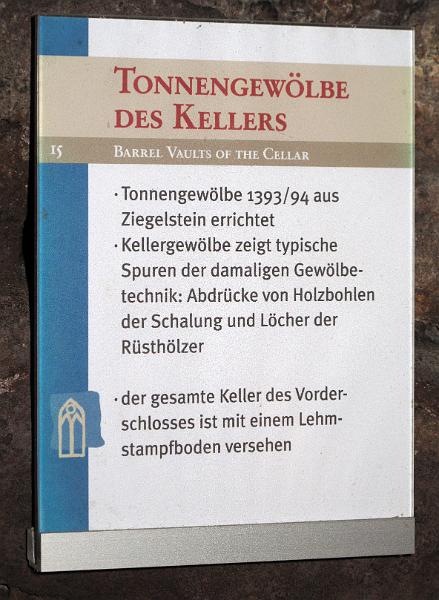 Tonnengewölbe
des Kellers
15 Barrel Vaults of the Cellar
· Tonnengewölbe 1393/94 aus
Ziegelstein errichtet
· Kellergewölbe zeigt typische
Spuren der damaligen Gewölbe-
technik: Abdrücke von Holzbohlen
der Schalung und Löcher der
Rüsthölzer
· der gesamte Keller des Vorder-
schlosses ist mit einem Lehm-
stampfboden versehen